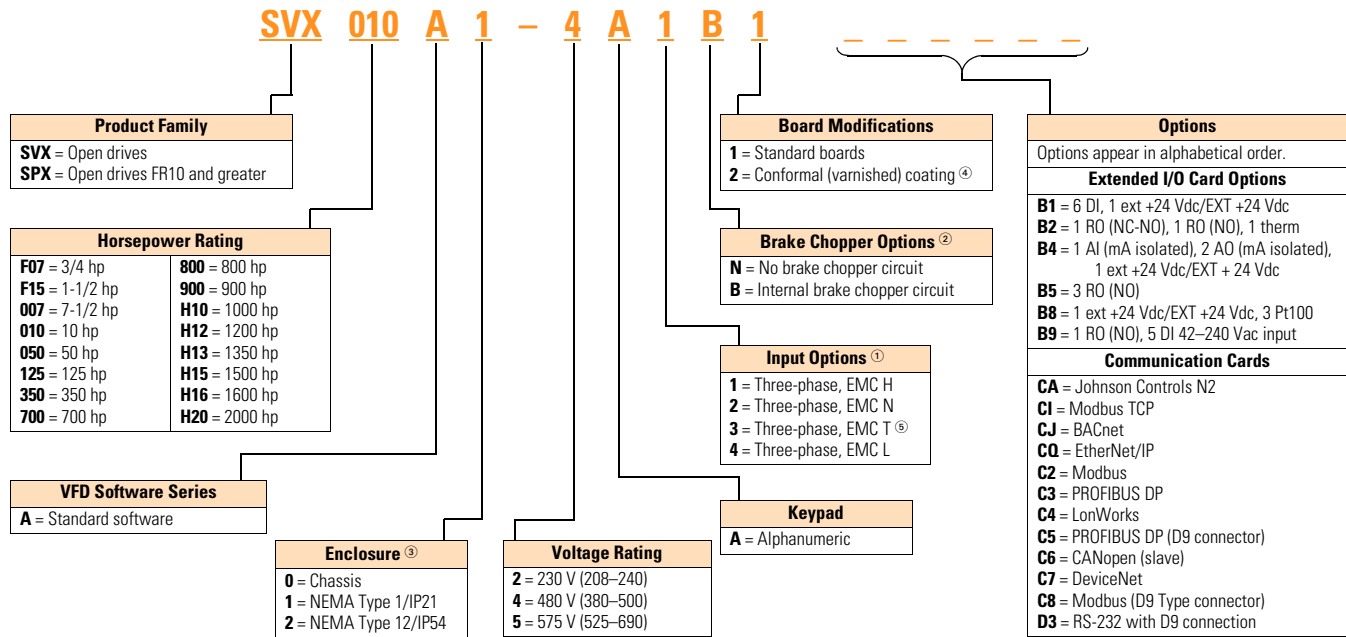 SVX 010 A 1 – 4 A 1 B 1 _ _ _ _ _ _
Product Family
SVX = Open drives
SPX = Open drives FR10 and greater
Horsepower Rating
F07 = 3/4 hp
F15 = 1-1/2 hp
007 = 7-1/2 hp
010 = 10 hp
050 = 50 hp
125 = 125 hp
350 = 350 hp
700 = 700 hp
800 = 800 hp
900 = 900 hp
H10 = 1000 hp
H12 = 1200 hp
H13 = 1350 hp
H15 = 1500 hp
H16 = 1600 hp
H20 = 2000 hp
VFD Software Series
A = Standard software
Enclosure ③
0 = Chassis
1 = NEMA Type 1/IP21
2 = NEMA Type 12/IP54
Voltage Rating
2 = 230 V (208–240)
4 = 480 V (380–500)
5 = 575 V (525–690)
Keypad
A = Alphanumeric
Input Options ①
1 = Three-phase, EMC H
2 = Three-phase, EMC N
3 = Three-phase, EMC T ⑤
4 = Three-phase, EMC L
Brake Chopper Options ②
N = No brake chopper circuit
B = Internal brake chopper circuit
Board Modifications
1 = Standard boards
2 = Conformal (varnished) coating ④
Options
Options appear in alphabetical order.
Extended I/O Card Options
B1 = 6 DI, 1 ext +24 Vdc/EXT +24 Vdc
B2 = 1 RO (NC-NO), 1 RO (NO), 1 therm
B4 = 1 AI (mA isolated), 2 AO (mA isolated),
1 ext +24 Vdc/EXT + 24 Vdc
B5 = 3 RO (NO)
B8 = 1 ext +24 Vdc/EXT +24 Vdc, 3 Pt100
B9 = 1 RO (NO), 5 DI 42–240 Vac input
Communication Cards
CA = Johnson Controls N2
CI = Modbus TCP
CJ = BACnet
CQ = EtherNet/IP
C2 = Modbus
C3 = PROFIBUS DP
C4 = LonWorks
C5 = PROFIBUS DP (D9 connector)
C6 = CANopen (slave)
C7 = DeviceNet
C8 = Modbus (D9 Type connector)
D3 = RS-232 with D9 connection